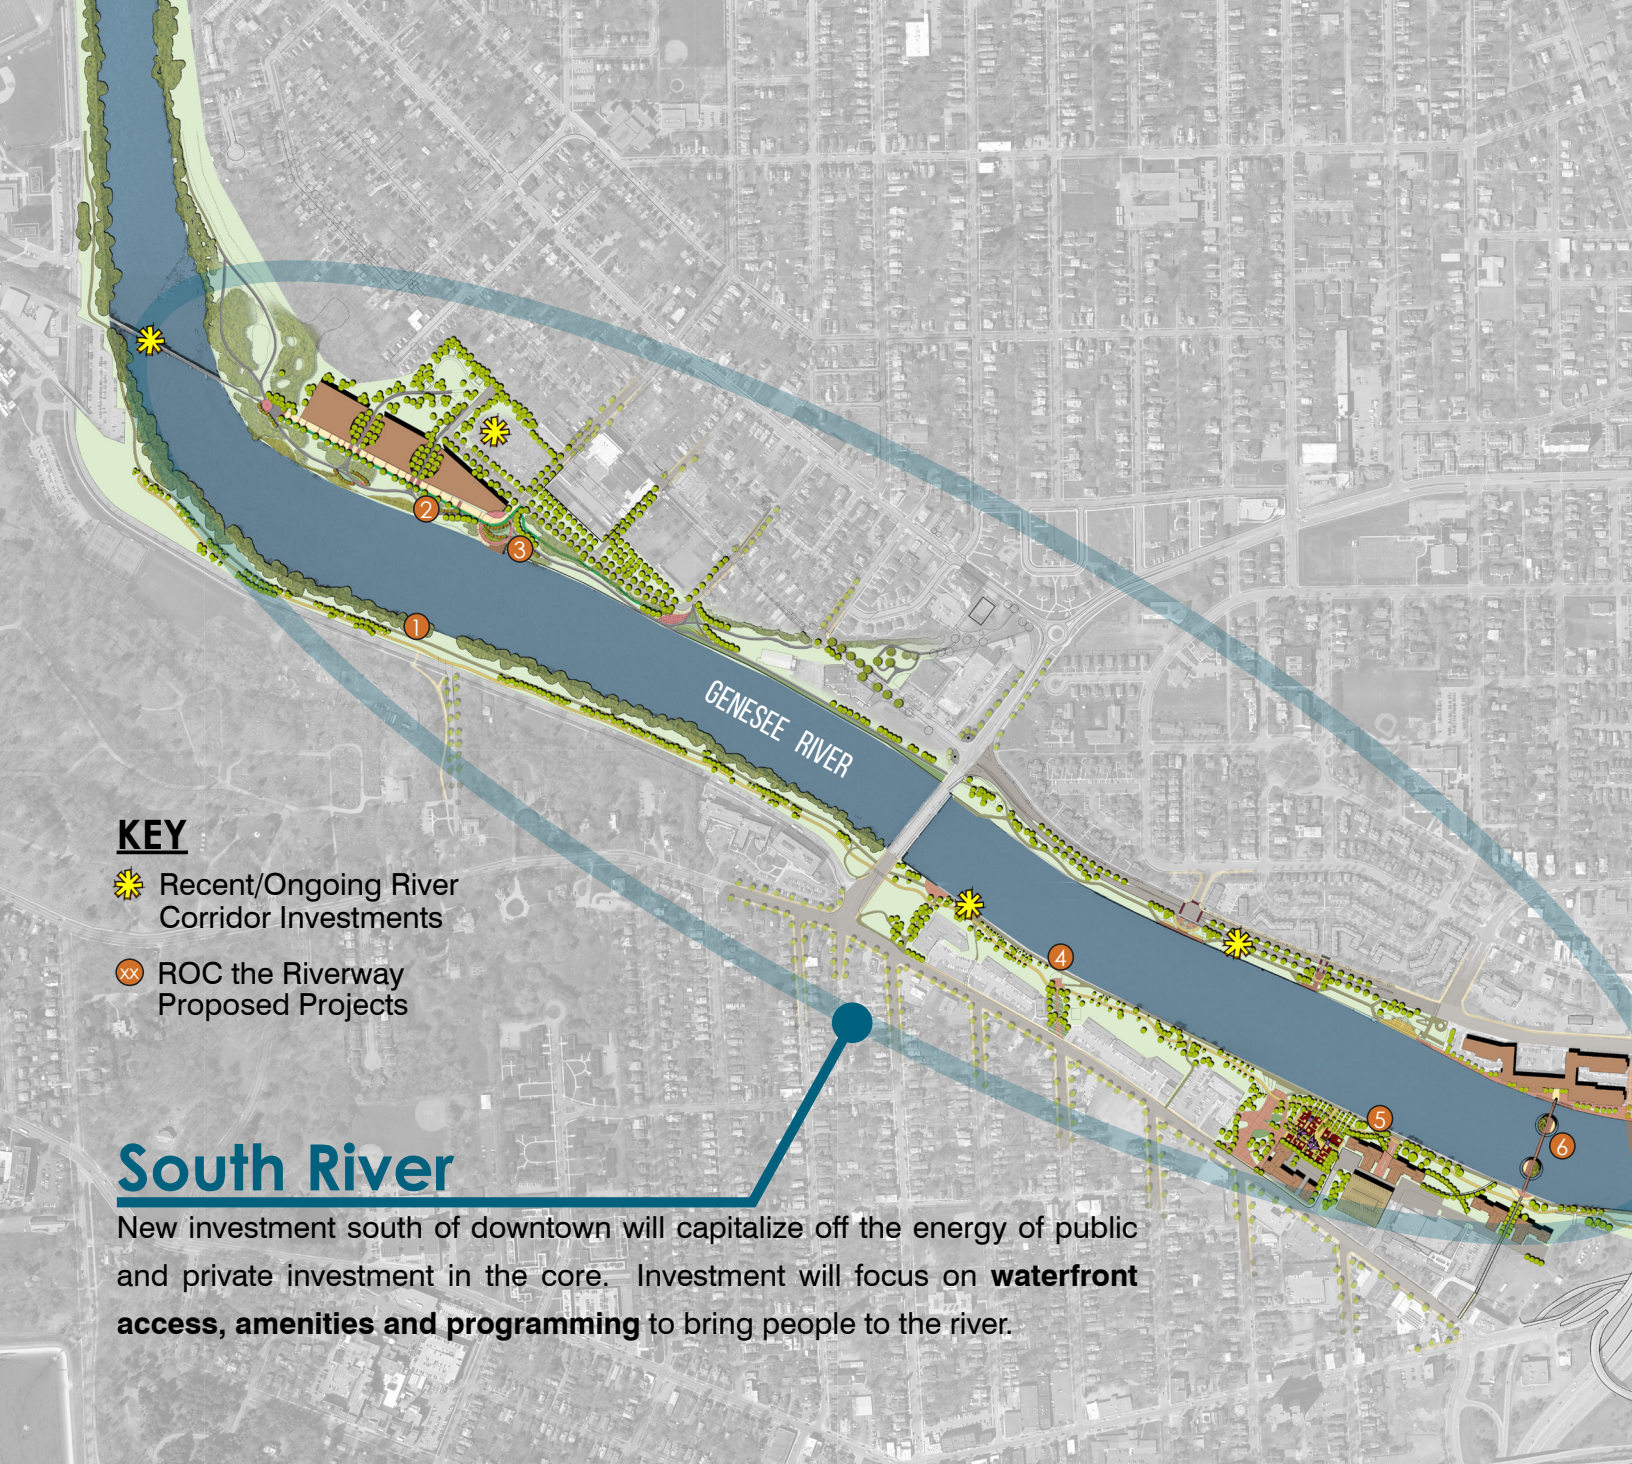 2
3
1
GENESEE RIVER
KEY
Recent/Ongoing River
Corridor Investments
xx ROC the Riverway
Proposed Projects
4
5
6
South River
New investment south of downtown will capitalize off the energy of public
and private investment in the core. Investment will focus on waterfront
access, amenities and programming to bring people to the river.